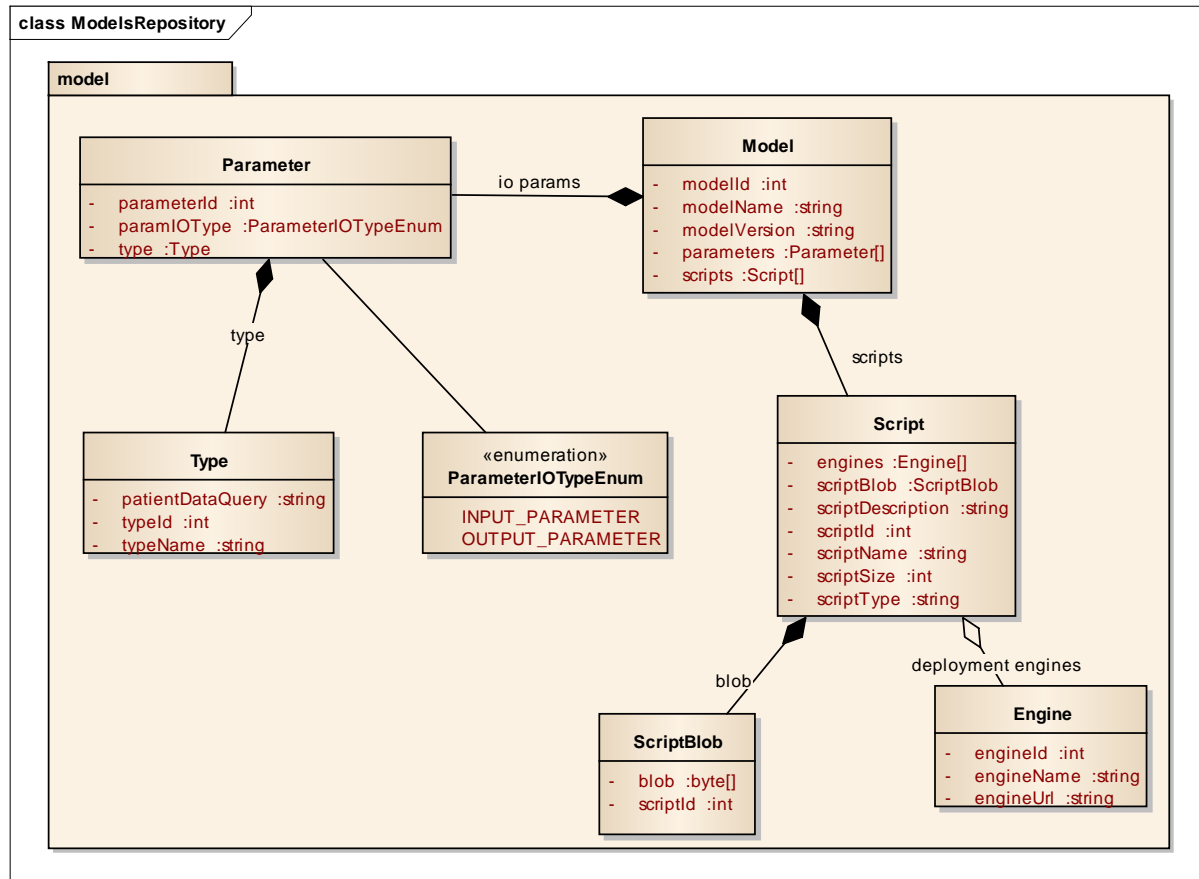 class ModelsRepository
model
Parameter
- parameterId :int
- paramIOType :ParameterIOTypeEnum
- type :Type
io params
Model
- modelId :int
- modelName :string
- modelVersion :string
- parameters :Parameter[]
- scripts :Script[]
type
scripts
Type
- patientDataQuery :string
- typeId :int
- typeName :string
«enumeration»
ParameterIOTypeEnum
INPUT_PARAMETER
OUTPUT_PARAMETER
Script
- engines :Engine[]
- scriptBlob :ScriptBlob
- scriptDescription :string
- scriptId :int
- scriptName :string
- scriptSize :int
- scriptType :string
blob
deployment engines
ScriptBlob
- blob :byte[]
- scriptId :int
Engine
- engineId :int
- engineName :string
- engineUrl :string